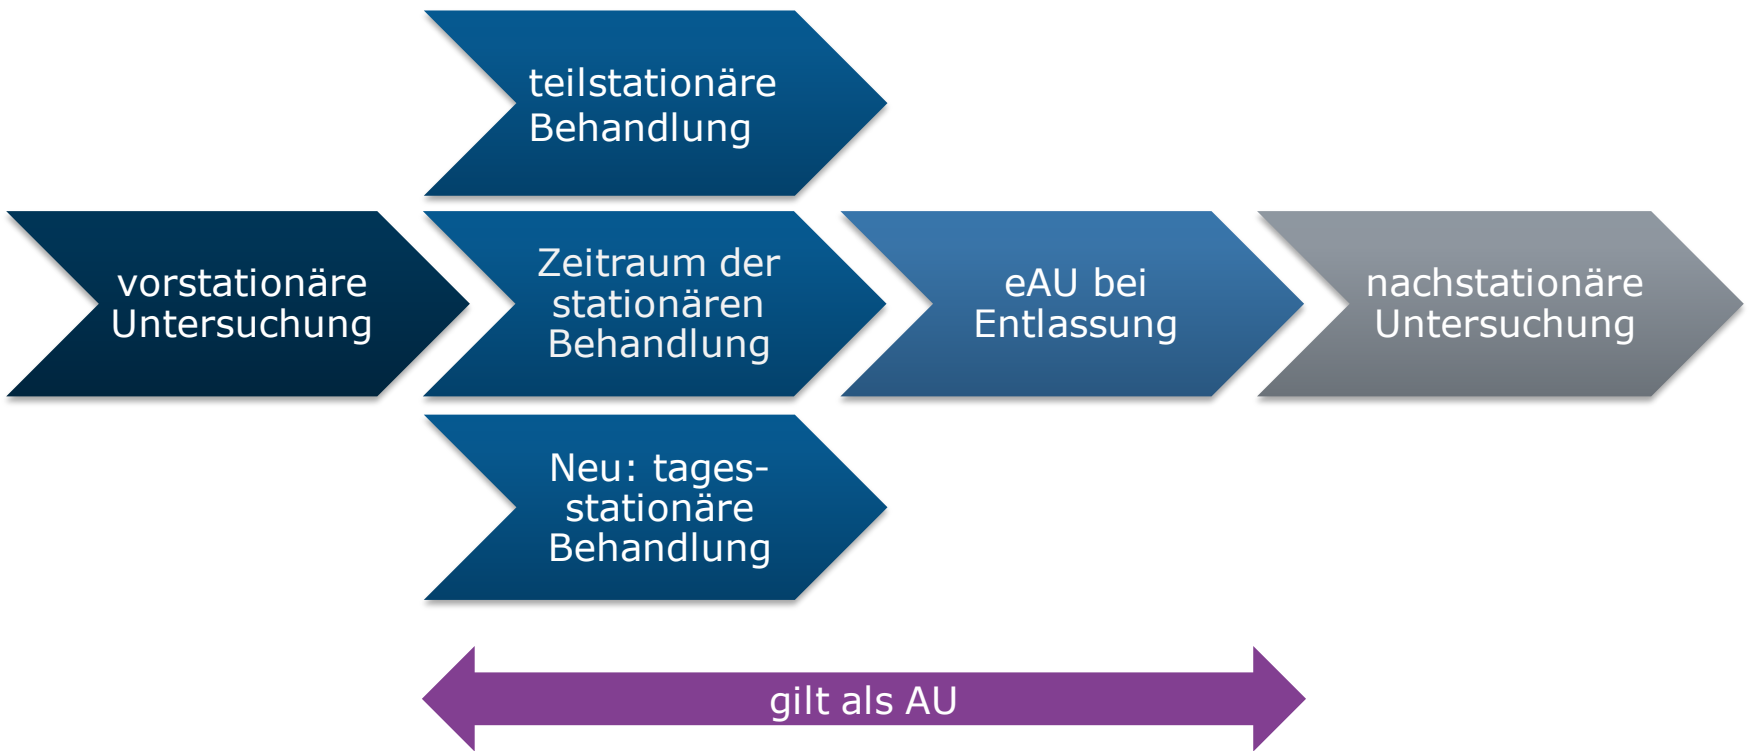 teilstationäre
Behandlung
vorstationäre
Untersuchung
Zeitraum der
stationären
Behandlung
eAU bei
Entlassung
nachstationäre
Untersuchung
Neu: tages-
stationäre
Behandlung
gilt als AU